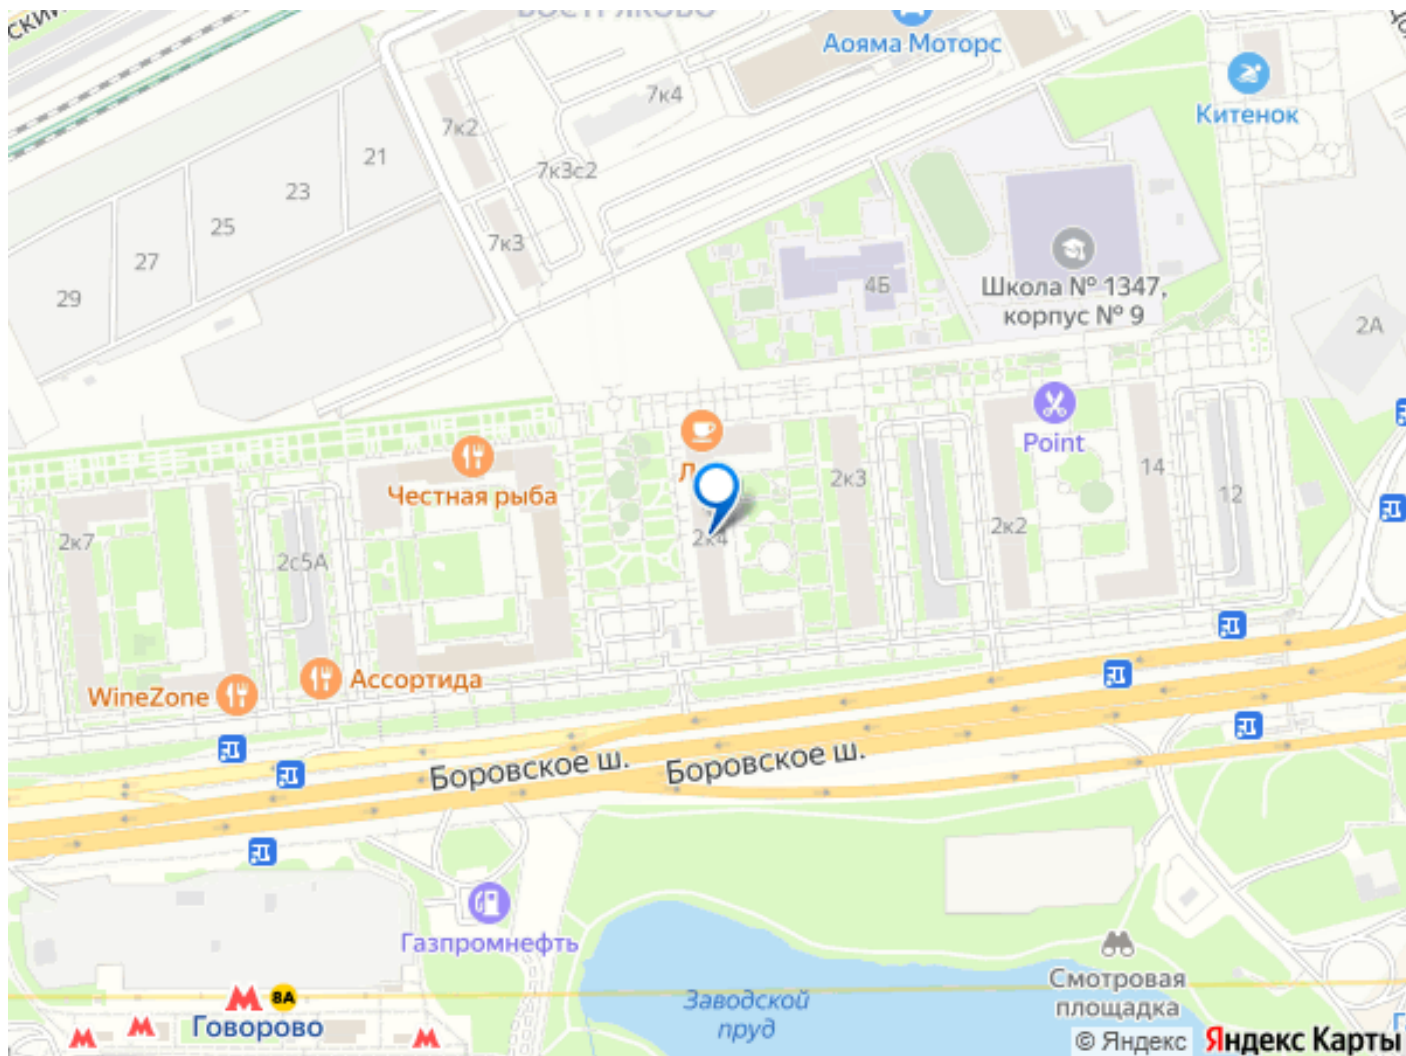 Аояма Моторс
Китенок
7к4
7к2
21
7к3с2
23
25
7к3
27
29
4Б
Школа № 1347,
корпус № 9
2А
Point
Честная рыба
2к3
14
12
2к2
2к4
2к7
2с5А
Ассортида
WineZone
Боровское ш.
Боровское ш.
Газпромнефть
Смотровая
площадка
Заводской
пруд
8А
Говорово
© Яндекс
Яндекс Карты